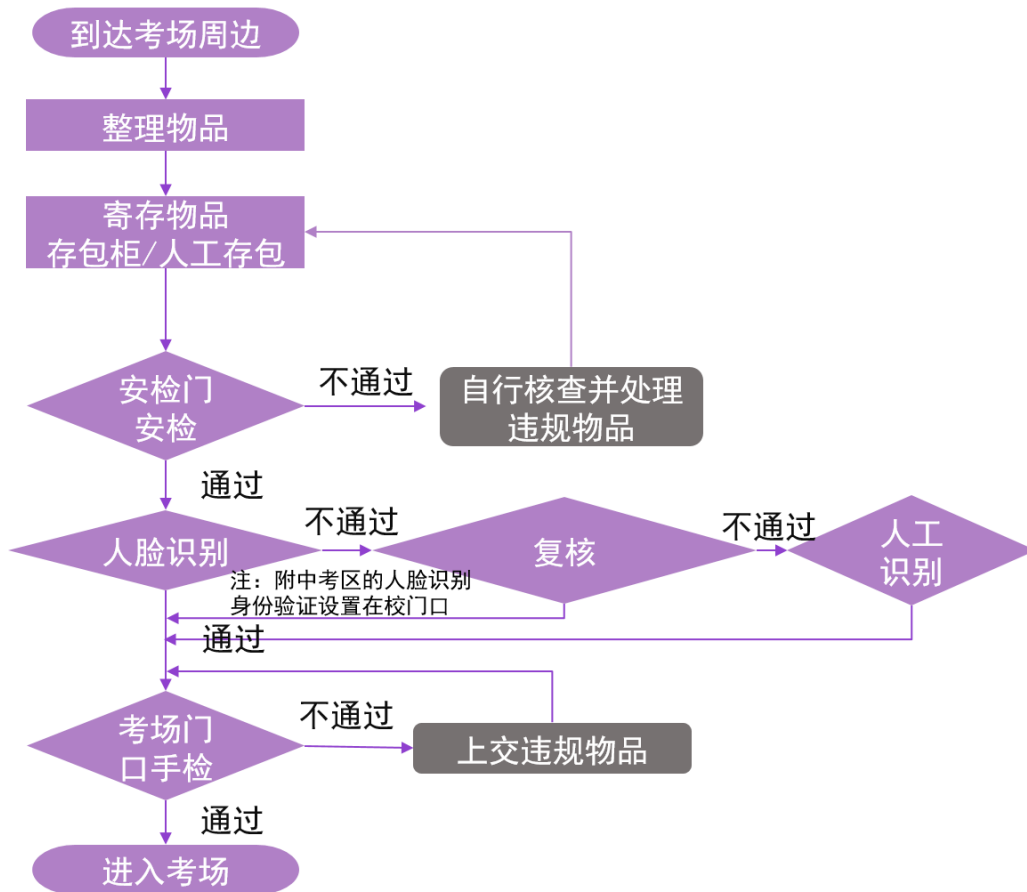 到达考场周边
整理物品
寄存物品
存包柜/人工存包
安检门
安检
不通过
自行核查并处理
违规物品
通过
人脸识别
不通过
复核
不通过
人工
识别
注：附中考区的人脸识别
身份验证设置在校门口
通过
考场门
口手检
不通过
上交违规物品
通过
进入考场